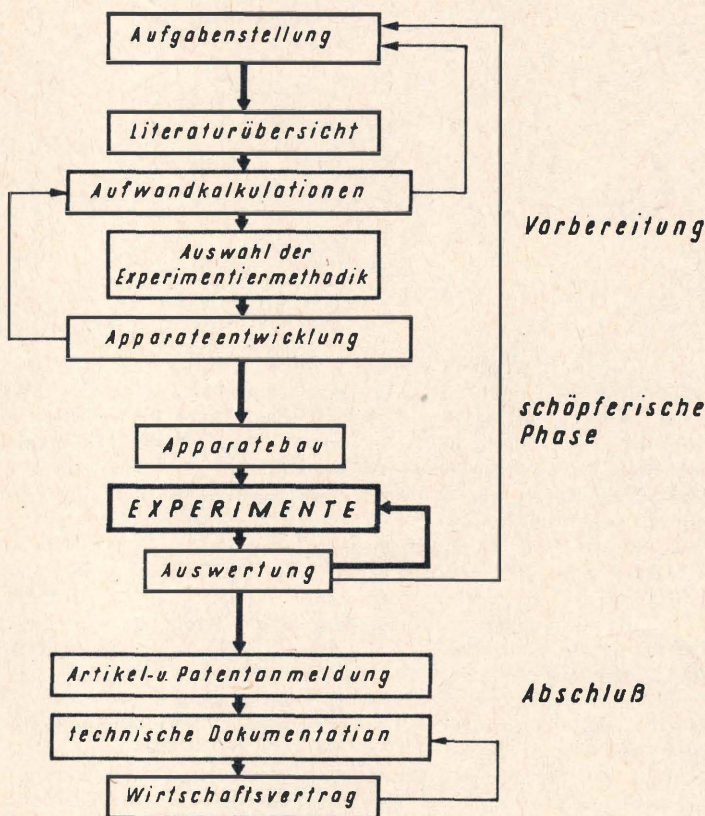 Aufgabenstellung
Literaturübersicht
Aufwandkalkulationen
Auswahl der
Experimentiermethodik
Apparateentwicklung
Vorbereitung
Apparatebau
EXPERIMENTE
Auswertung
schöpferische
Phase
Artikel-u. Patentanmeldung
technische Dokumentation
Wirtschaftsvertrag
Abschluß